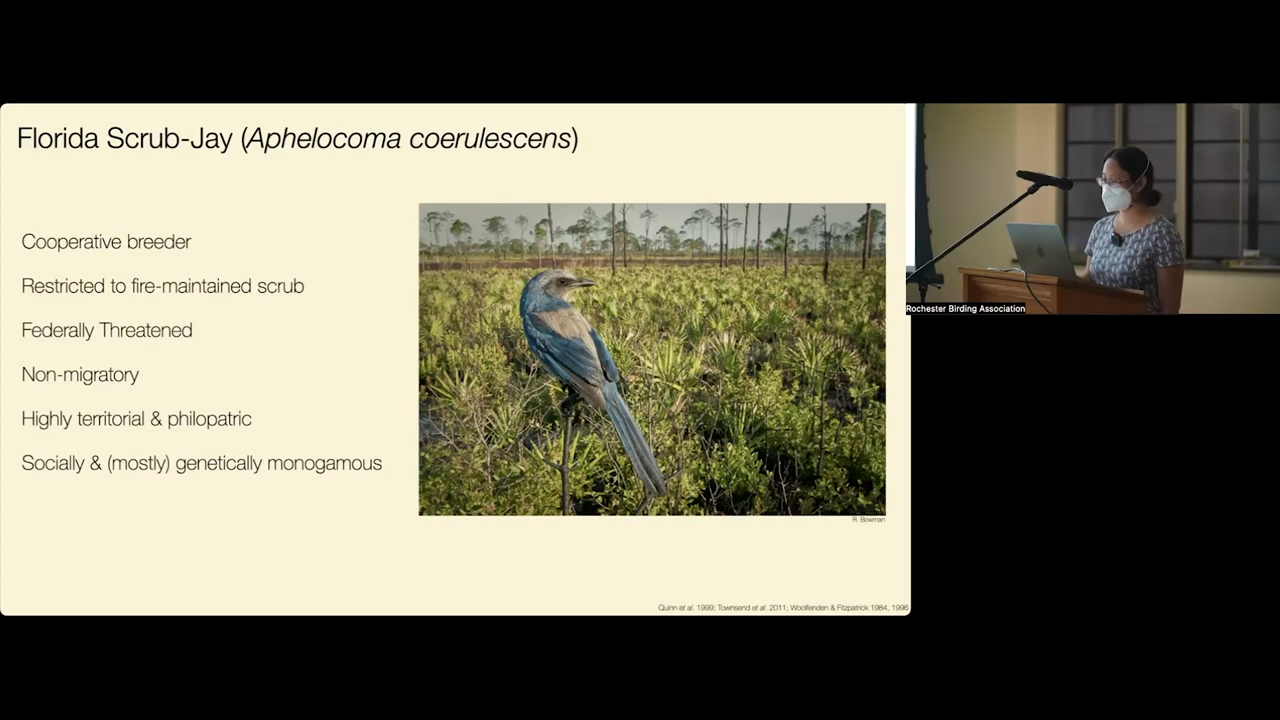 Florida Scrub-Jay (Aphelocoma coerulescens)
Cooperative breeder
Restricted to fire-maintained scrub
Federally Threatened
Non-migratory
Highly territorial & philopatric
Socially & (mostly) genetically monogamous
R. Bowman
Quinn et al. 1999; Townsend et al. 2011; Woolfenden & Fitzpatrick 1984, 1996
Rochester Birding Association